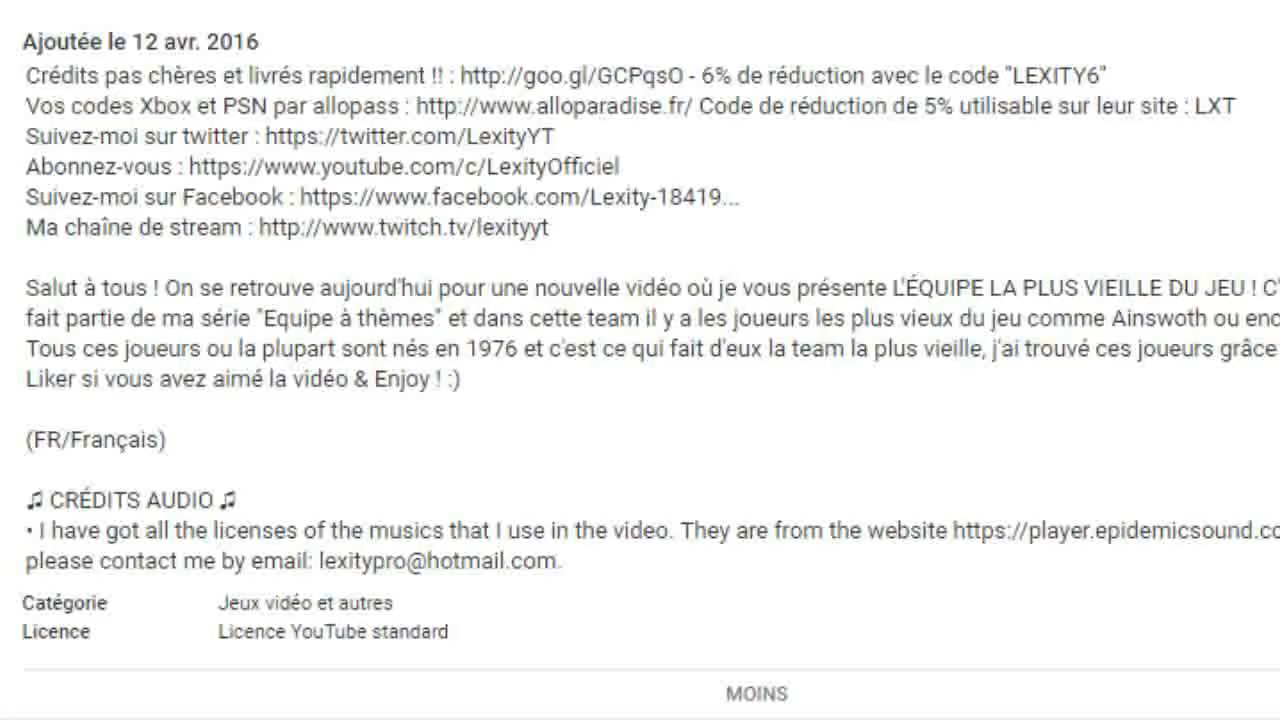 Ajoutée le 12 avr. 2016
Crédits pas chères et livrés rapidement !! : http://goo.gl/GCPqsO - 6% de réduction avec le code "LEXITY6"
Vos codes Xbox et PSN par allopass : http://www.alloparadise.fr/ Code de réduction de 5% utilisable sur leur site : LXT
Suivez-moi sur twitter : https://twitter.com/LexityYT
Abonnez-vous : https://www.youtube.com/c/LexityOfficiel
Suivez-moi sur Facebook : https://www.facebook.com/Lexity-18419...
Ma chaîne de stream : http://www.twitch.tv/lexityyt
Salut à tous ! On se retrouve aujourd'hui pour une nouvelle vidéo où je vous présente L'ÉQUIPE LA PLUS VIEILLE DU JEU ! C'
fait partie de ma série "Equipe à thèmes" et dans cette team il y a les joueurs les plus vieux du jeu comme Ainswoth ou enc
Tous ces joueurs ou la plupart sont nés en 1976 et c'est ce qui fait d'eux la team la plus vieille, j'ai trouvé ces joueurs grâce
Liker si vous avez aimé la vidéo & Enjoy ! :)
(FR/Français)
♫ CRÉDITS AUDIO ♫
• I have got all the licenses of the musics that I use in the video. They are from the website https://player.epidemicsound.co
please contact me by email: lexitypro@hotmail.com.
Catégorie Jeux vidéo et autres
Licence Licence YouTube standard
MOINS